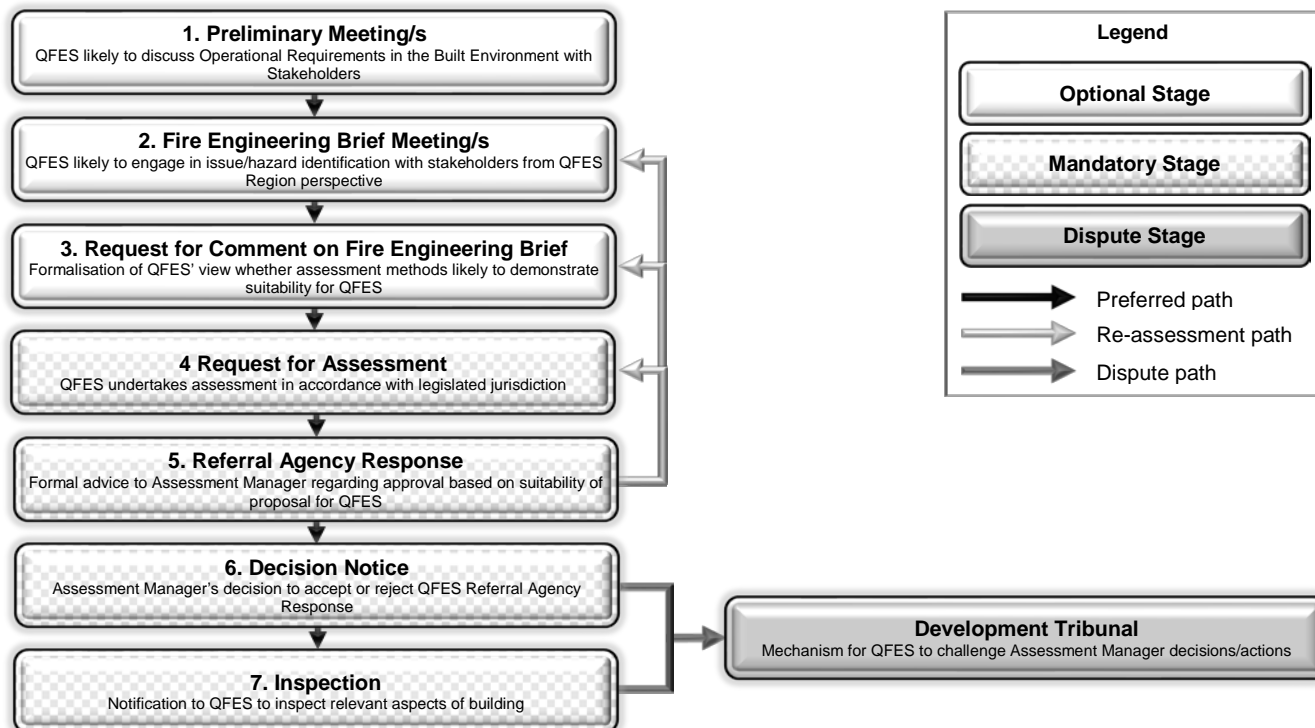 1. Preliminary Meeting/s
QFES likely to discuss Operational Requirements in the Built Environment with
Stakeholders
2. Fire Engineering Brief Meeting/s
QFES likely to engage in issue/hazard identification with stakeholders from QFES
Region perspective
3. Request for Comment on Fire Engineering Brief
Formalisation of QFES' view whether assessment methods likely to demonstrate
suitability for QFES
4 Request for Assessment
QFES undertakes assessment in accordance with legislated jurisdiction
5. Referral Agency Response
Formal advice to Assessment Manager regarding approval based on suitability of
proposal for QFES
6. Decision Notice
Assessment Manager's decision to accept or reject QFES Referral Agency
Response
7. Inspection
Notification to QFES to inspect relevant aspects of building
Development Tribunal
Mechanism for QFES to challenge Assessment Manager decisions/actions
Legend
Optional Stage
Mandatory Stage
Dispute Stage
Preferred path
Re-assessment path
Dispute path